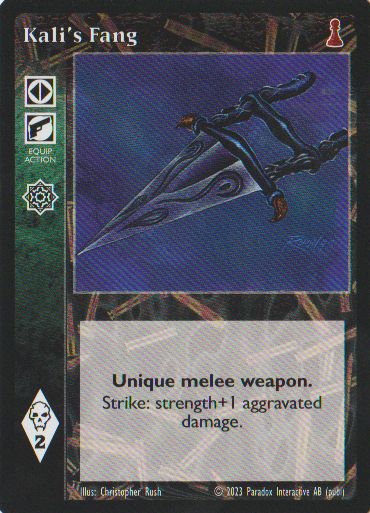 Kali's Fang
EQUIP
ACTION
Unique melee weapon.
Strike: strength+1 aggravated
damage.
2
Illus: Christopher Rush
© 2023 Paradox Interactive AB (publ)